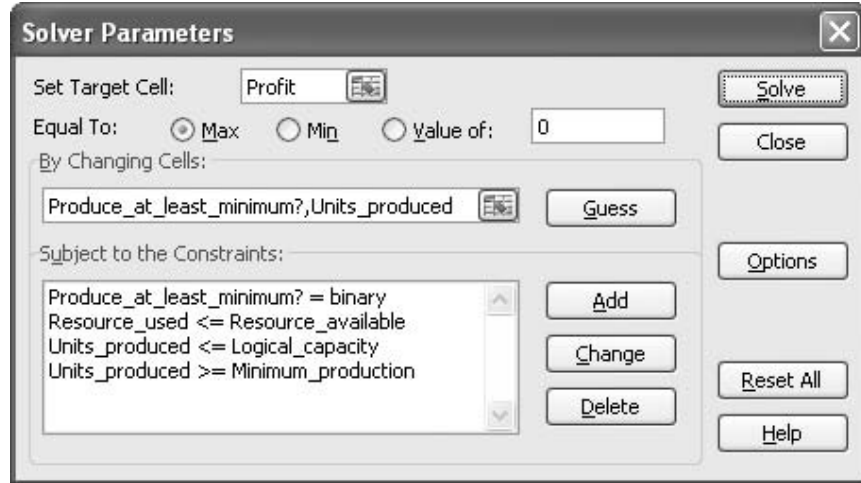 Solver Parameters
Set Target Cell: Profit Solve
Equal To: Max Min Value of: 0 Close
By Changing Cells:
Produce_at_least_minimum?,Units_produced Guess
Subject to the Constraints: Options
Produce_at_least_minimum? = binary Add
Resource_used <= Resource_available
Units_produced <= Logical_capacity Change
Units_produced >= Minimum_production
Reset All
Delete
Help